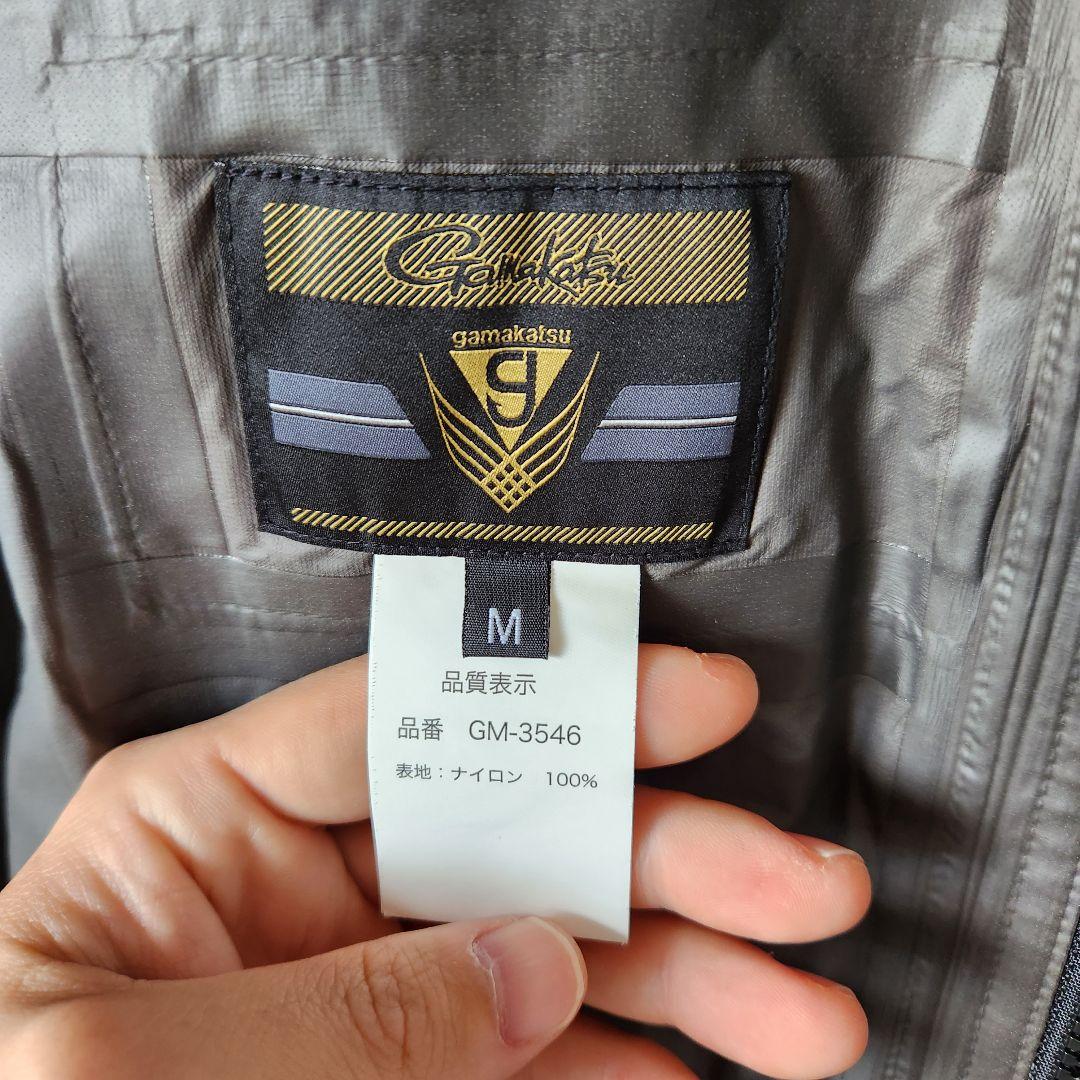 Gamakatsu
gamakatsu
g
M
品質表示
品番 GM-3546
表地：ナイロン 100%